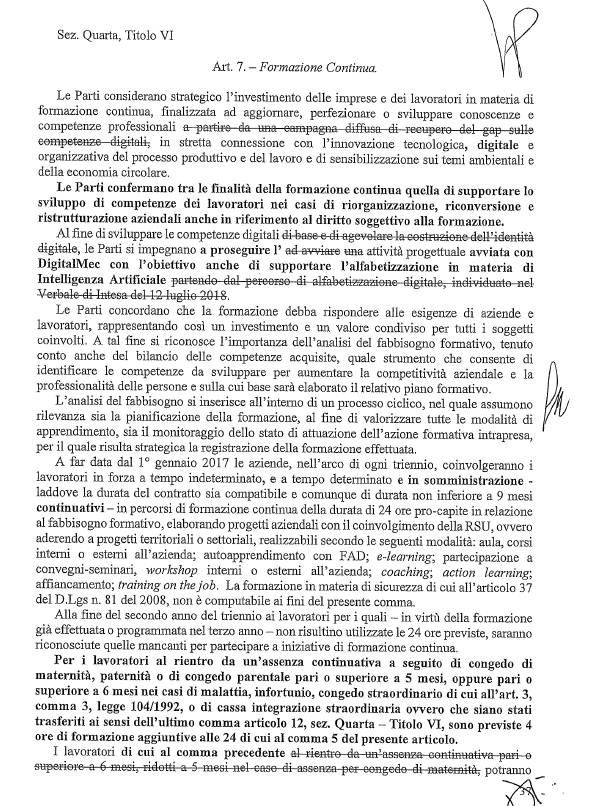 Sez. Quarta, Titolo VI
Art. 7. – Formazione Continua.
Le Parti considerano strategico l’investimento delle imprese e dei lavoratori in materia di
formazione continua, finalizzata ad aggiornare, perfezionare o sviluppare conoscenze e
competenze professionali a partire da una campagna diffusa di recupero del gap sulle
competenze digitali, in stretta connessione con l’innovazione tecnologica, digitale e
organizzativa del processo produttivo e del lavoro e di sensibilizzazione sui temi ambientali e
della economia circolare.
Le Parti confermano tra le finalità della formazione continua quella di supportare lo
sviluppo di competenze dei lavoratori nei casi di riorganizzazione, riconversione e
ristrutturazione aziendali anche in riferimento al diritto soggettivo alla formazione.
Al fine di sviluppare le competenze digitali di base e di agevolare la costruzione dell’identità
digitale, le Parti si impegnano a proseguire l’ ad avviare una attività progettuale avviata con
DigitalMec con l’obiettivo anche di supportare l’alfabetizzazione in materia di
Intelligenza Artificiale partendo dal percorso di alfabetizzazione digitale, individuato nel
Verbale di Intesa del 12 luglio 2018.
Le Parti concordano che la formazione debba rispondere alle esigenze di aziende e
lavoratori, rappresentando così un investimento e un valore condiviso per tutti i soggetti
coinvolti. A tal fine si riconosce l’importanza dell’analisi del fabbisogno formativo, tenuto
conto anche del bilancio delle competenze acquisite, quale strumento che consente di
identificare le competenze da sviluppare per aumentare la competitività aziendale e la
professionalità delle persone e sulla cui base sarà elaborato il relativo piano formativo.
L’analisi del fabbisogno si inserisce all’interno di un processo ciclico, nel quale assumono
rilevanza sia la pianificazione della formazione, al fine di valorizzare tutte le modalità di
apprendimento, sia il monitoraggio dello stato di attuazione dell’azione formativa intrapresa,
per il quale risulta strategica la registrazione della formazione effettuata.
A far data dal 1° gennaio 2017 le aziende, nell’arco di ogni triennio, coinvolgeranno i
lavoratori in forza a tempo indeterminato, e a tempo determinato e in somministrazione -
laddove la durata del contratto sia compatibile e comunque di durata non inferiore a 9 mesi
continuativi – in percorsi di formazione continua della durata di 24 ore pro-capite in relazione
al fabbisogno formativo, elaborando progetti aziendali con il coinvolgimento della RSU, ovvero
aderendo a progetti territoriali o settoriali, realizzabili secondo le seguenti modalità: aula, corsi
interni o esterni all’azienda; autoapprendimento con FAD; e-learning; partecipazione a
convegni-seminari, workshop interni o esterni all’azienda; coaching; action learning;
affiancamento; training on the job. La formazione in materia di sicurezza di cui all’articolo 37
del D.Lgs n. 81 del 2008, non è computabile ai fini del presente comma.
Alla fine del secondo anno del triennio ai lavoratori per i quali – in virtù della formazione
già effettuata o programmata nel terzo anno – non risultino utilizzate le 24 ore previste, saranno
riconosciute quelle mancanti per partecipare a iniziative di formazione continua.
Per i lavoratori al rientro da un’assenza continuativa a seguito di congedo di
maternità, paternità o di congedo parentale pari o superiore a 5 mesi, oppure pari o
superiore a 6 mesi nei casi di malattia, infortunio, congedo straordinario di cui all’art. 3,
comma 3, legge 104/1992, o di cassa integrazione straordinaria ovvero che siano stati
trasferiti ai sensi dell’ultimo comma articolo 12, sez. Quarta – Titolo VI, sono previste 4
ore di formazione aggiuntive alle 24 di cui al comma 5 del presente articolo.
I lavoratori di cui al comma precedente al rientro da un’assenza continuativa pari o
superiore a 6 mesi, ridotti a 5 mesi nel caso di assenza per congedo di maternità, potranno